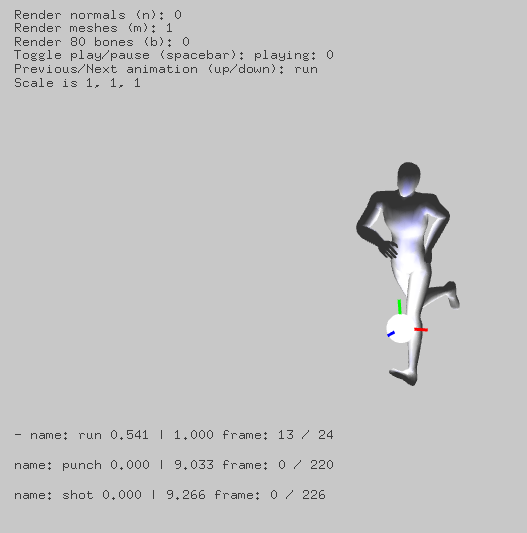 Render normals (n): 0
Render meshes (m): 1
Render 80 bones (b): 0
Toggle play/pause (spacebar): playing: 0
Previous/Next animation (up/down): run
Scale is 1, 1, 1
- name: run 0.541 | 1.000 frame: 13 / 24
name: punch 0.000 | 9.033 frame: 0 / 220
name: shot 0.000 | 9.266 frame: 0 / 226